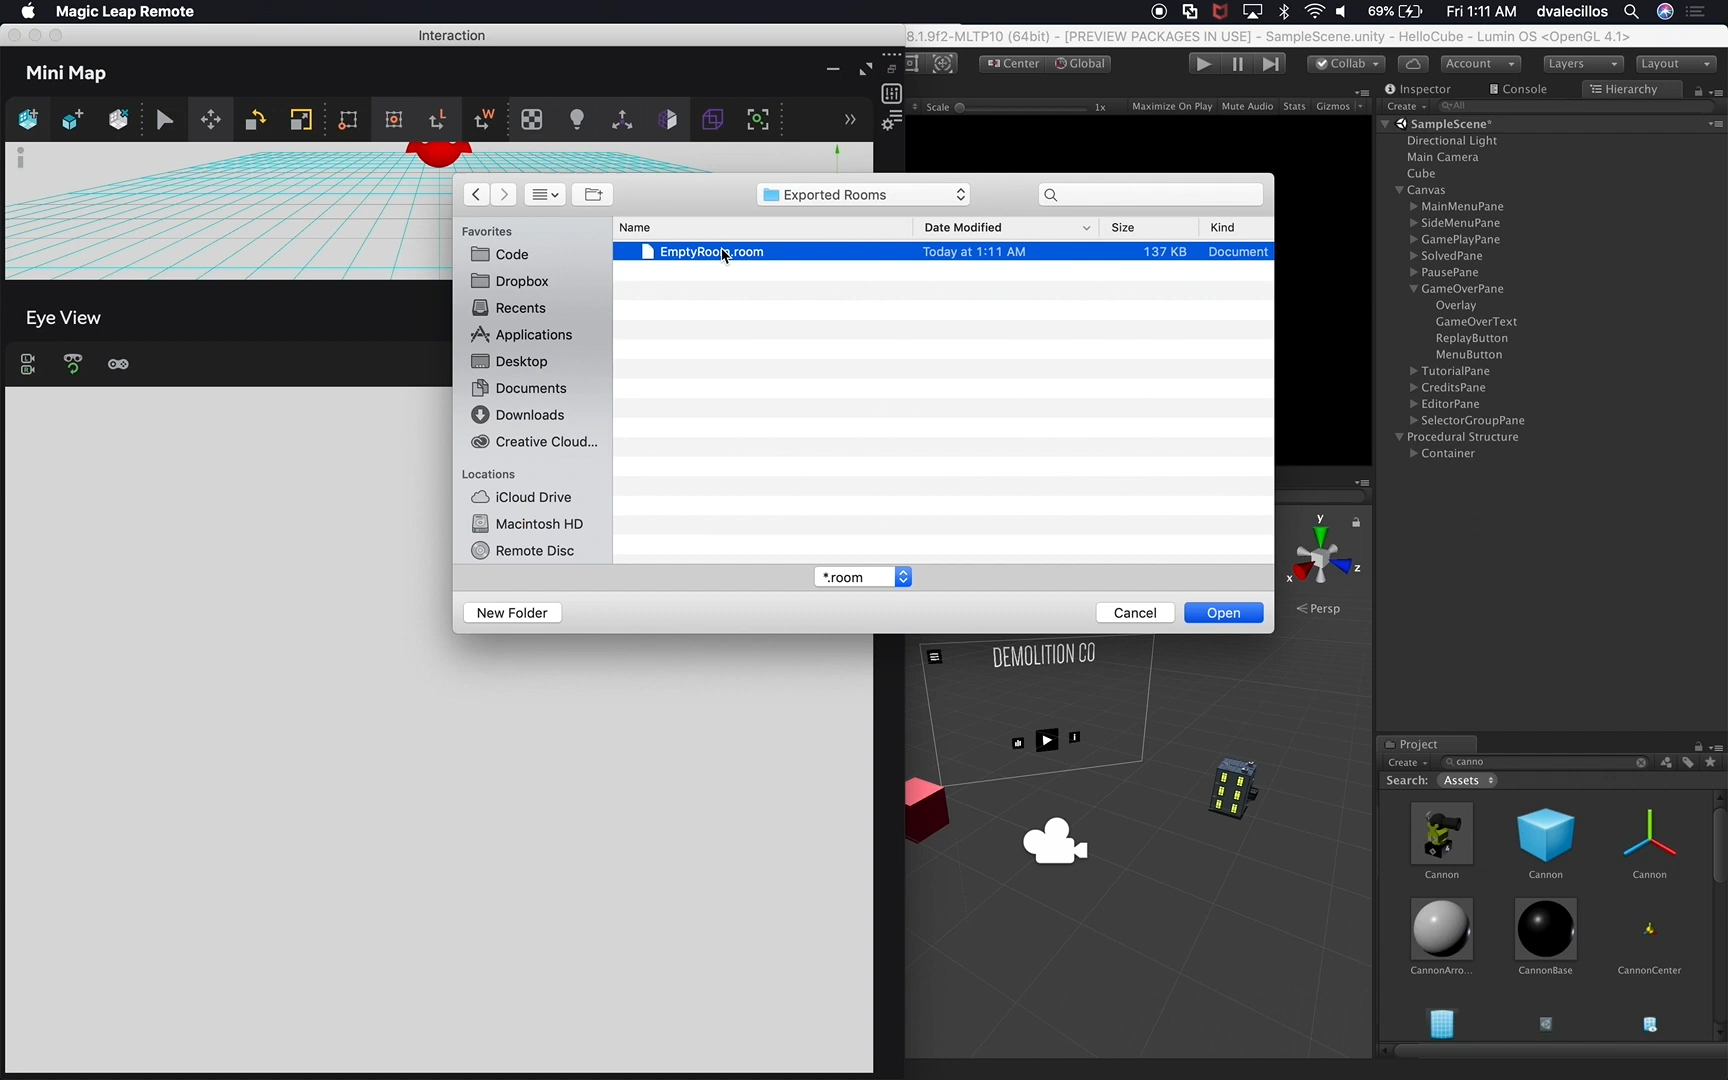 Magic Leap Remote
69%
Fri 1:11 AM
dvalecillos
Interaction
8.1.9f2-MLTP10 (64bit) - [PREVIEW PACKAGES IN USE] - SampleScene.unity - HelloCube - Lumin OS <OpenGL 4.1>
Mini Map
Center
Global
Collab
Account
Layers
Layout
Inspector
Console
Hierarchy
Scale
1x
Maximize On Play
Mute Audio
Stats
Gizmos
Create
All
SampleScene*
Directional Light
Main Camera
Cube
Canvas
MainMenuPane
SideMenuPane
GamePlayPane
SolvedPane
PausePane
GameOverPane
Overlay
GameOverText
ReplayButton
MenuButton
TutorialPane
CreditsPane
EditorPane
SelectorGroupPane
Procedural Structure
Container
Exported Rooms
Favorites
Code
Dropbox
Recents
Applications
Desktop
Documents
Downloads
Creative Cloud...
Locations
iCloud Drive
Macintosh HD
Remote Disc
Name
Date Modified
Size
Kind
EmptyRoom.room
Today at 1:11 AM
137 KB
Document
*.room
New Folder
Cancel
Open
Eye View
y
x
z
Persp
DEMOLITION CO
Project
Create
canno
Search:
Assets
Cannon
Cannon
Cannon
CannonArro...
CannonBase
CannonCenter